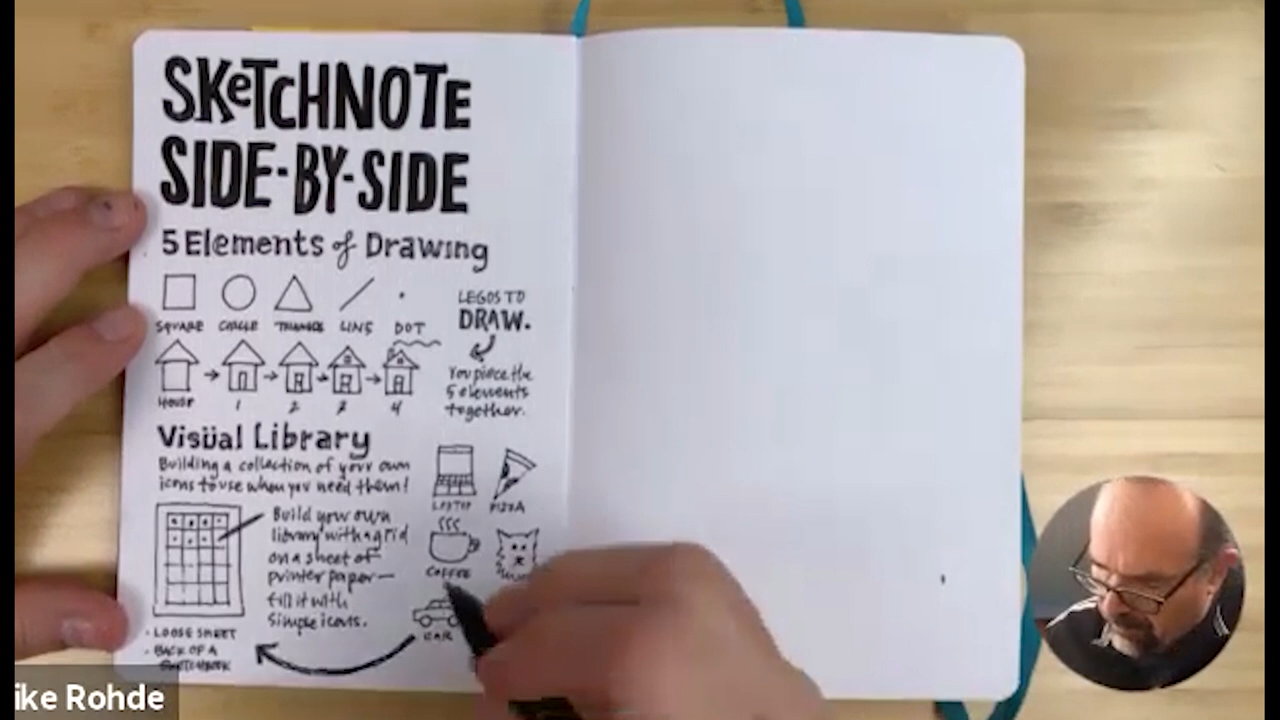 SKETCHNOTE
SIDE-BY-SIDE
5 Elements of Drawing
SQUARE CIRCLE TRIANGLE LINE DOT
LEGOS TO
DRAW.
You piece the
5 elements
together.
HOUSE 1 2 3 4
Visual Library
Building a collection of your own
icons to use when you need them!
LAPTOP PIZZA
Build your own
library with a grid
on a sheet of
printer paper—
fill it with
simple icons.
COFFEE
CAR
· LOOSE SHEET
· BACK OF A
SKETCHBOOK
ike Rohde